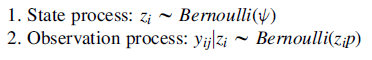 1. State process: zᵢ ~ Bernoulli(ψ)
2. Observation process: yᵢⱼ|zᵢ ~ Bernoulli(zᵢp)